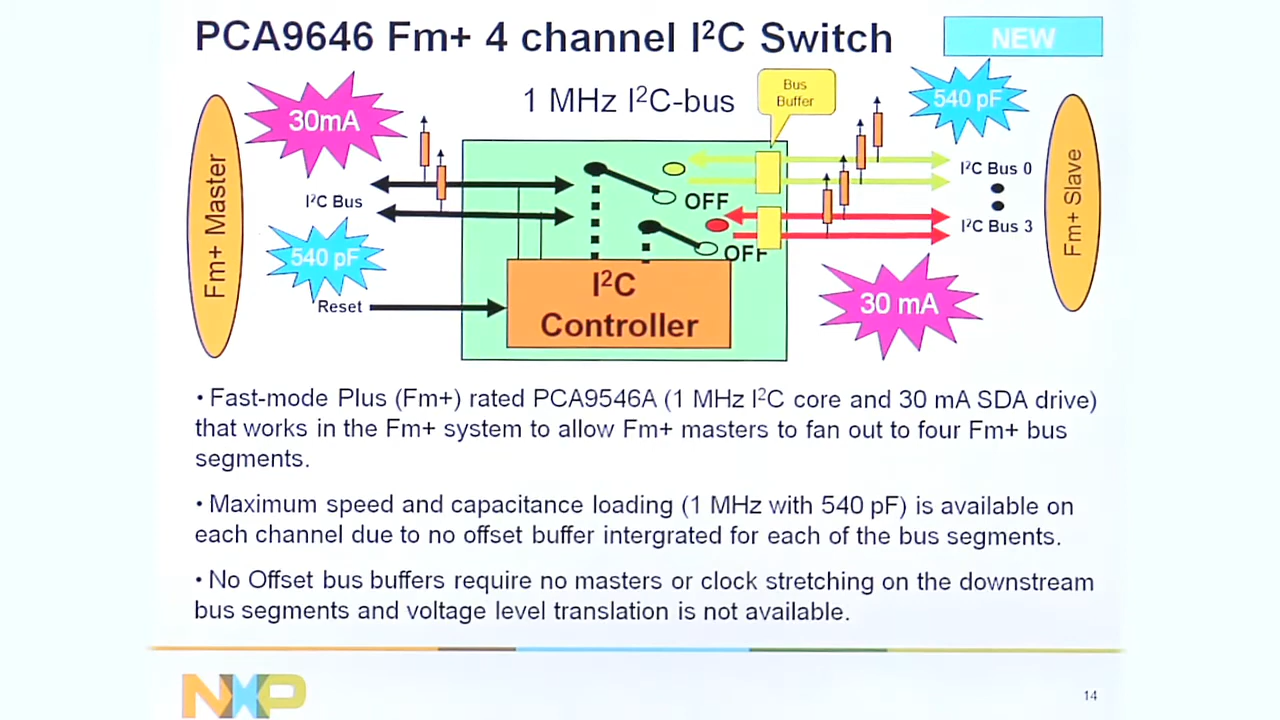 PCA9646 Fm+ 4 channel I²C Switch
NEW
1 MHz I²C-bus
Bus
Buffer
540 pF
30mA
Fm+ Master
I²C Bus
540 pF
Reset
OFF
OFF
I²C
Controller
I²C Bus 0
I²C Bus 3
30 mA
Fm+ Slave
• Fast-mode Plus (Fm+) rated PCA9546A (1 MHz I²C core and 30 mA SDA drive)
that works in the Fm+ system to allow Fm+ masters to fan out to four Fm+ bus
segments.
• Maximum speed and capacitance loading (1 MHz with 540 pF) is available on
each channel due to no offset buffer intergrated for each of the bus segments.
• No Offset bus buffers require no masters or clock stretching on the downstream
bus segments and voltage level translation is not available.
NXP
14